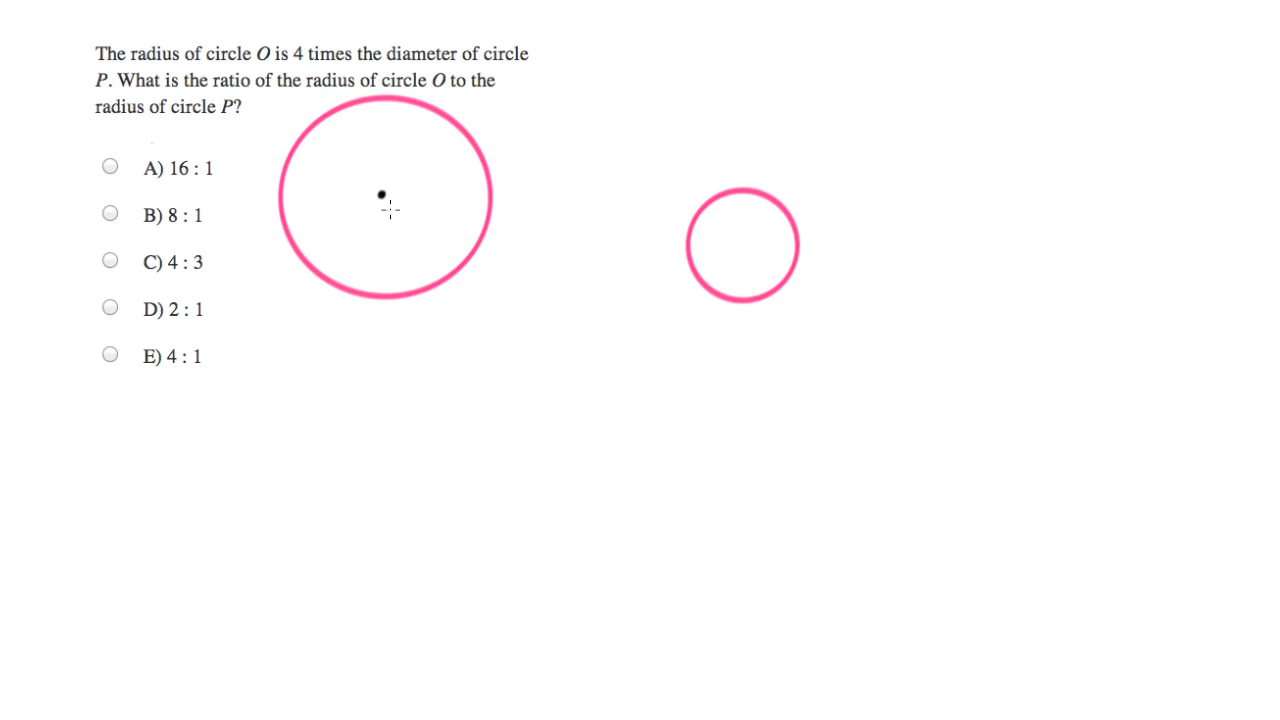 The radius of circle O is 4 times the diameter of circle
P. What is the ratio of the radius of circle O to the
radius of circle P?
A) 16 : 1
B) 8 : 1
C) 4 : 3
D) 2 : 1
E) 4 : 1